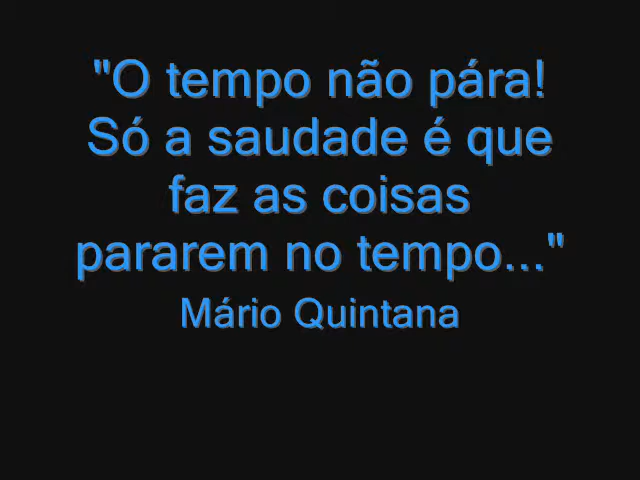 "O tempo não pára!
Só a saudade é que
faz as coisas
pararem no tempo..."
Mário Quintana